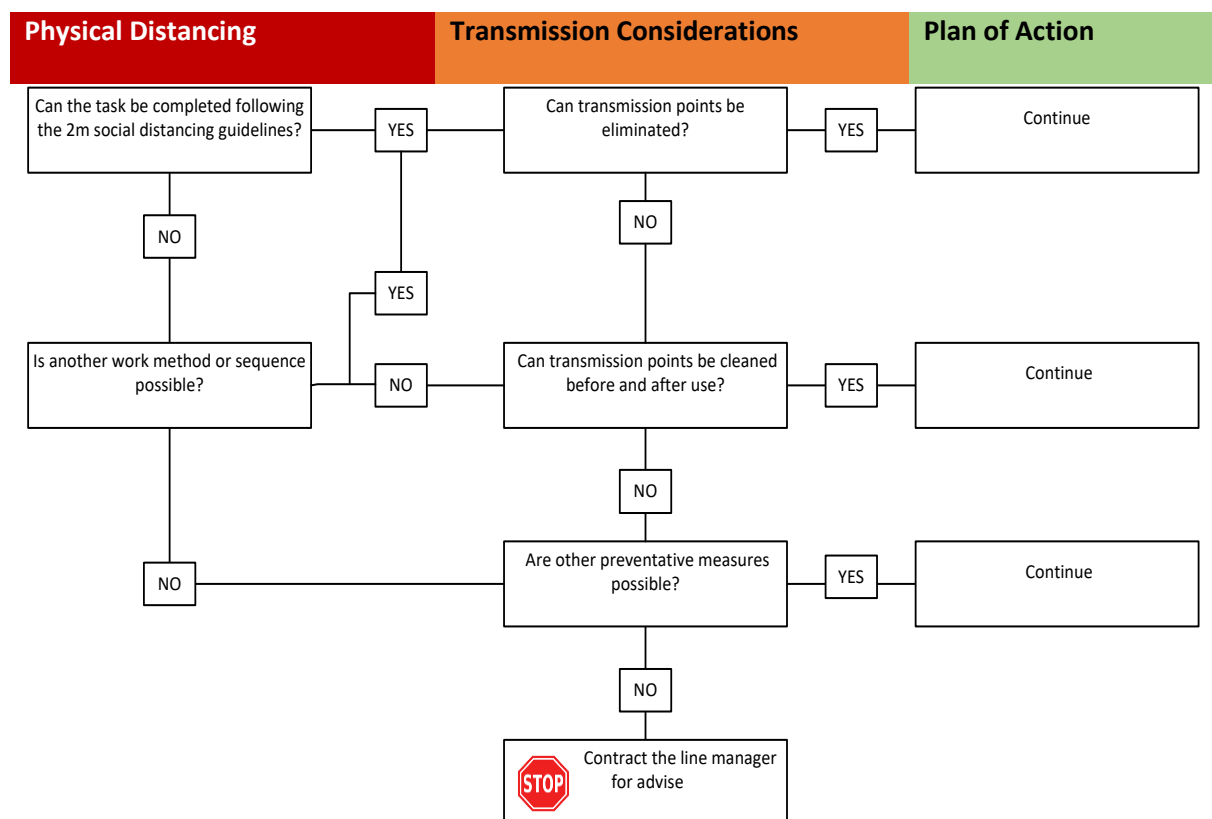 Physical Distancing
Transmission Considerations
Plan of Action
Can the task be completed following
the 2m social distancing guidelines?
YES
Can transmission points be
eliminated?
YES
Continue
NO
NO
YES
Is another work method or sequence
possible?
NO
Can transmission points be cleaned
before and after use?
YES
Continue
NO
NO
Are other preventative measures
possible?
YES
Continue
NO
STOP
Contract the line manager
for advise